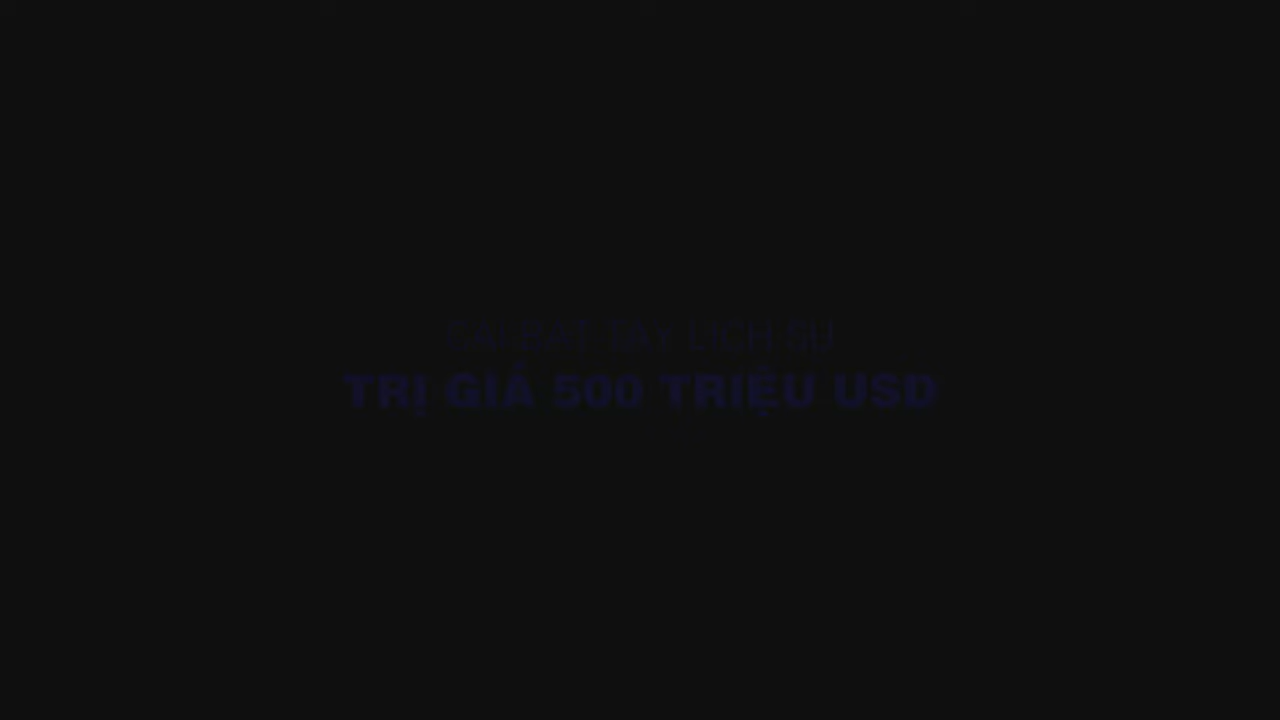 CÁI BẮT TAY LỊCH SỬ
TRỊ GIÁ 500 TRIỆU USD